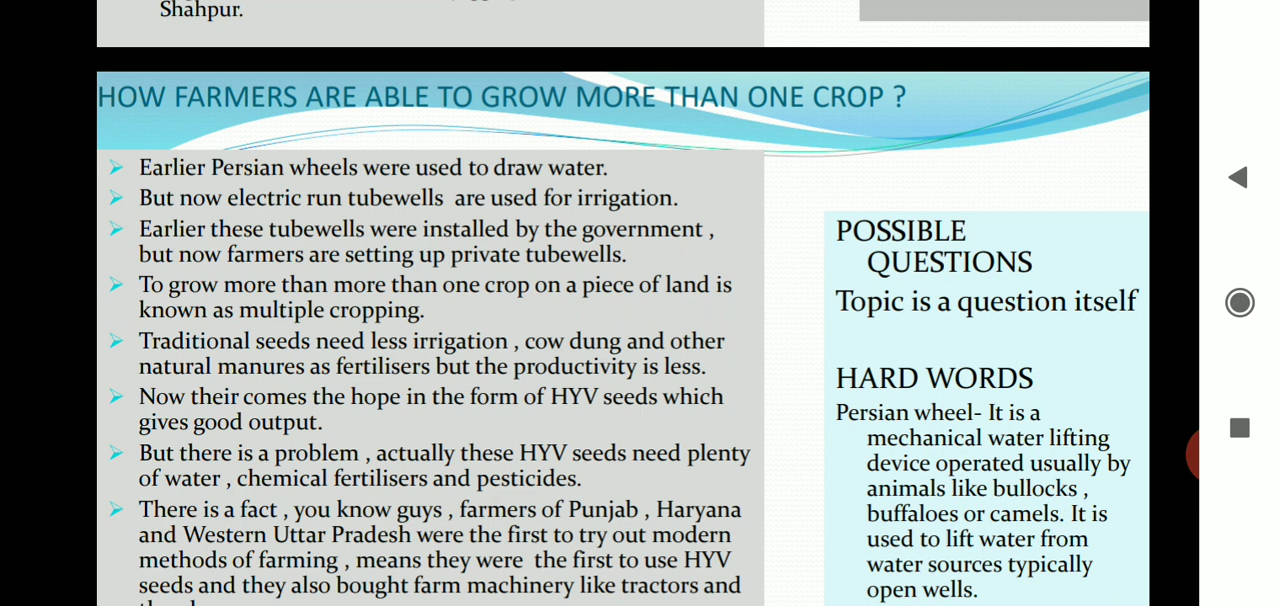 Shahpur.
HOW FARMERS ARE ABLE TO GROW MORE THAN ONE CROP ?
Earlier Persian wheels were used to draw water.
But now electric run tubewells are used for irrigation.
Earlier these tubewells were installed by the government ,
but now farmers are setting up private tubewells.
To grow more than more than one crop on a piece of land is
known as multiple cropping.
Traditional seeds need less irrigation , cow dung and other
natural manures as fertilisers but the productivity is less.
Now their comes the hope in the form of HYV seeds which
gives good output.
But there is a problem , actually these HYV seeds need plenty
of water , chemical fertilisers and pesticides.
There is a fact , you know guys , farmers of Punjab , Haryana
and Western Uttar Pradesh were the first to try out modern
methods of farming , means they were the first to use HYV
seeds and they also bought farm machinery like tractors and
POSSIBLE
QUESTIONS
Topic is a question itself
HARD WORDS
Persian wheel- It is a
mechanical water lifting
device operated usually by
animals like bullocks ,
buffaloes or camels. It is
used to lift water from
water sources typically
open wells.